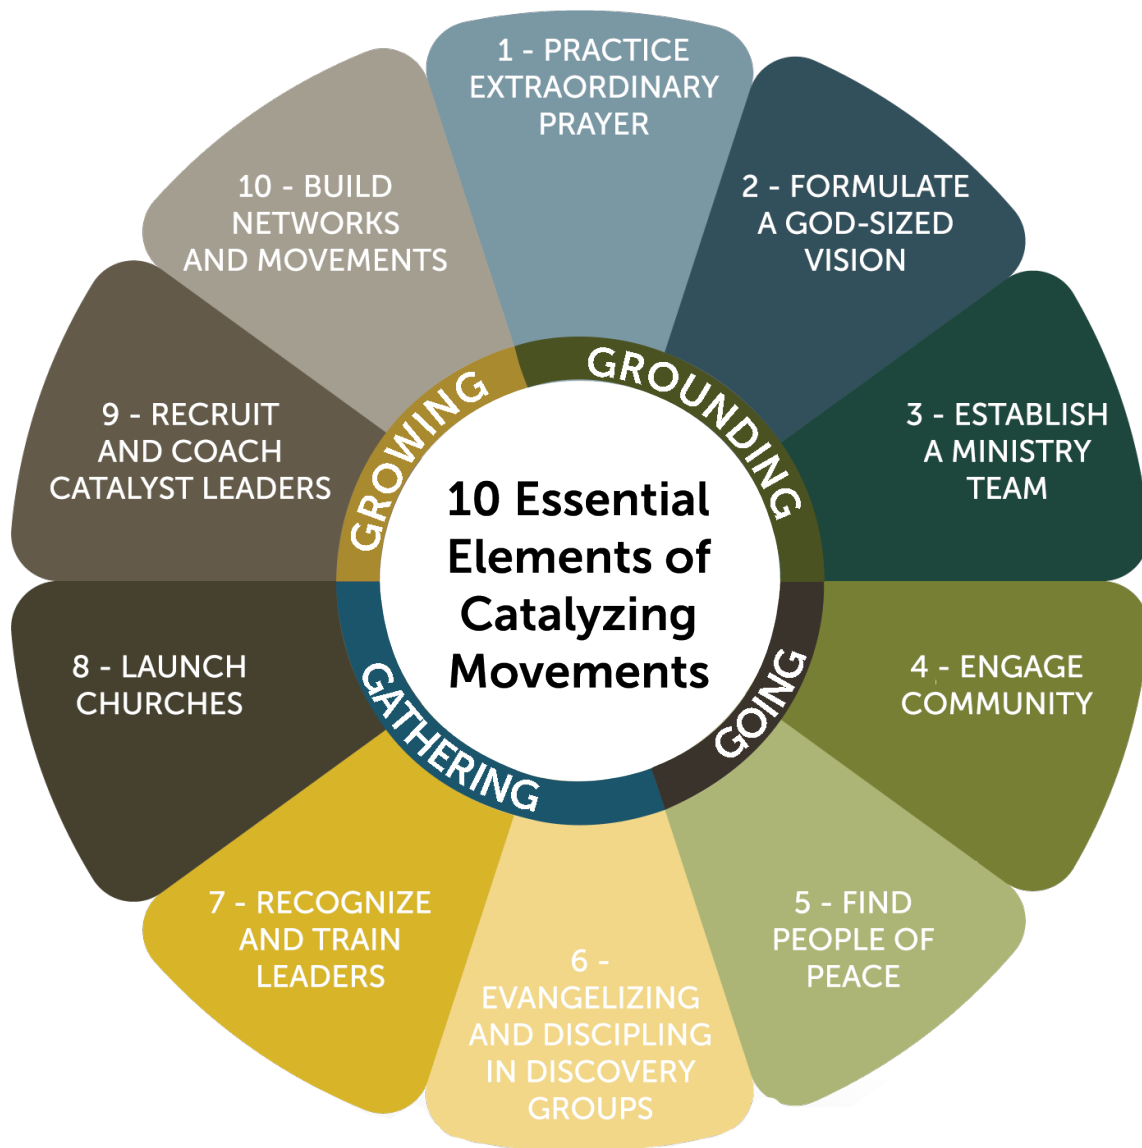 1 - PRACTICE
EXTRAORDINARY
PRAYER
2 - FORMULATE
A GOD-SIZED
VISION
3 - ESTABLISH
A MINISTRY
TEAM
4 - ENGAGE
COMMUNITY
5 - FIND
PEOPLE OF
PEACE
6 -
EVANGELIZING
AND DISCIPLING
IN DISCOVERY
GROUPS
7 - RECOGNIZE
AND TRAIN
LEADERS
8 - LAUNCH
CHURCHES
9 - RECRUIT
AND COACH
CATALYST LEADERS
10 - BUILD
NETWORKS
AND MOVEMENTS
GROUNDING
GOING
GATHERING
GROWING
10 Essential
Elements of
Catalyzing
Movements